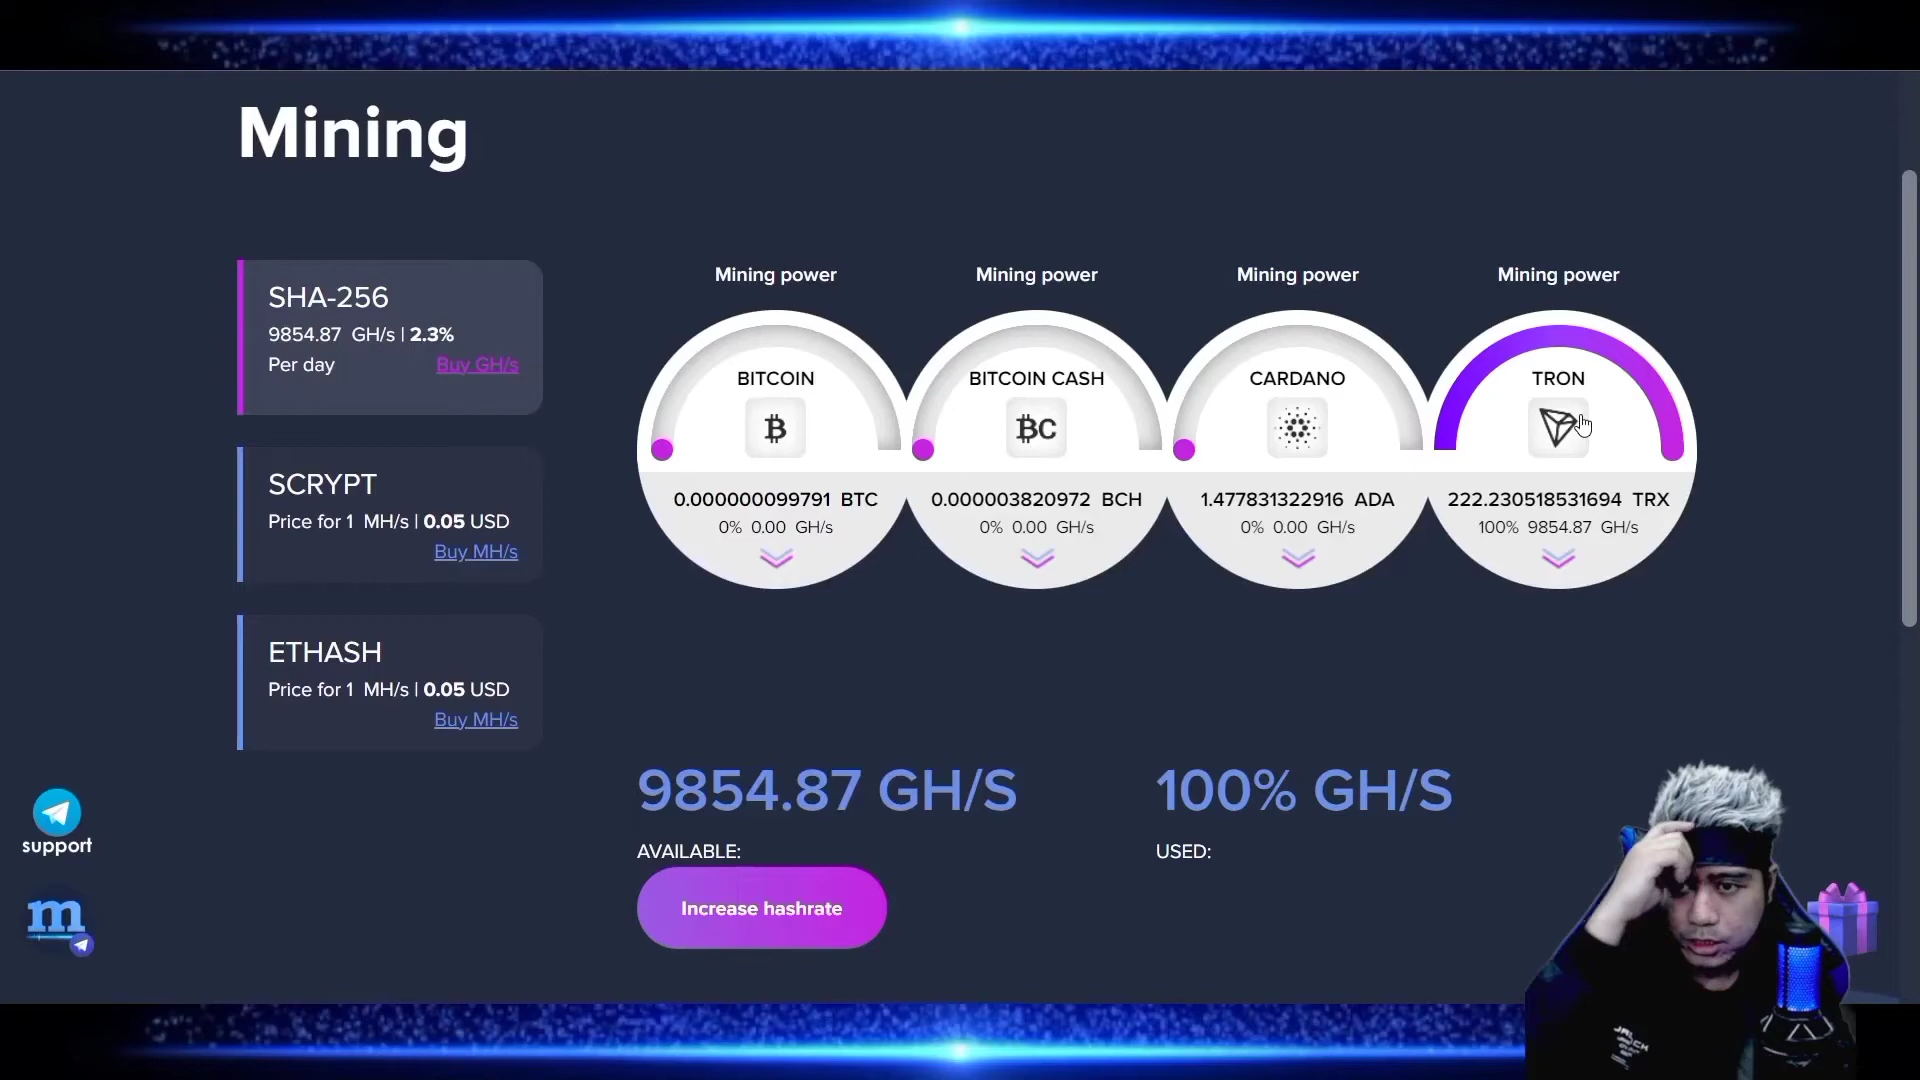 Mining
SHA-256
9854.87 GH/s | 2.3%
Per day
Buy GH/s
SCRYPT
Price for 1 MH/s | 0.05 USD
Buy MH/s
ETHASH
Price for 1 MH/s | 0.05 USD
Buy MH/s
Mining power
BITCOIN
BC
0.000000099791 BTC
0% 0.00 GH/s
Mining power
BITCOIN CASH
0.000003820972 BCH
0% 0.00 GH/s
Mining power
CARDANO
1.477831322916 ADA
0% 0.00 GH/s
Mining power
TRON
222.230518531694 TRX
100% 9854.87 GH/s
9854.87 GH/S
AVAILABLE:
Increase hashrate
100% GH/S
USED:
support
m